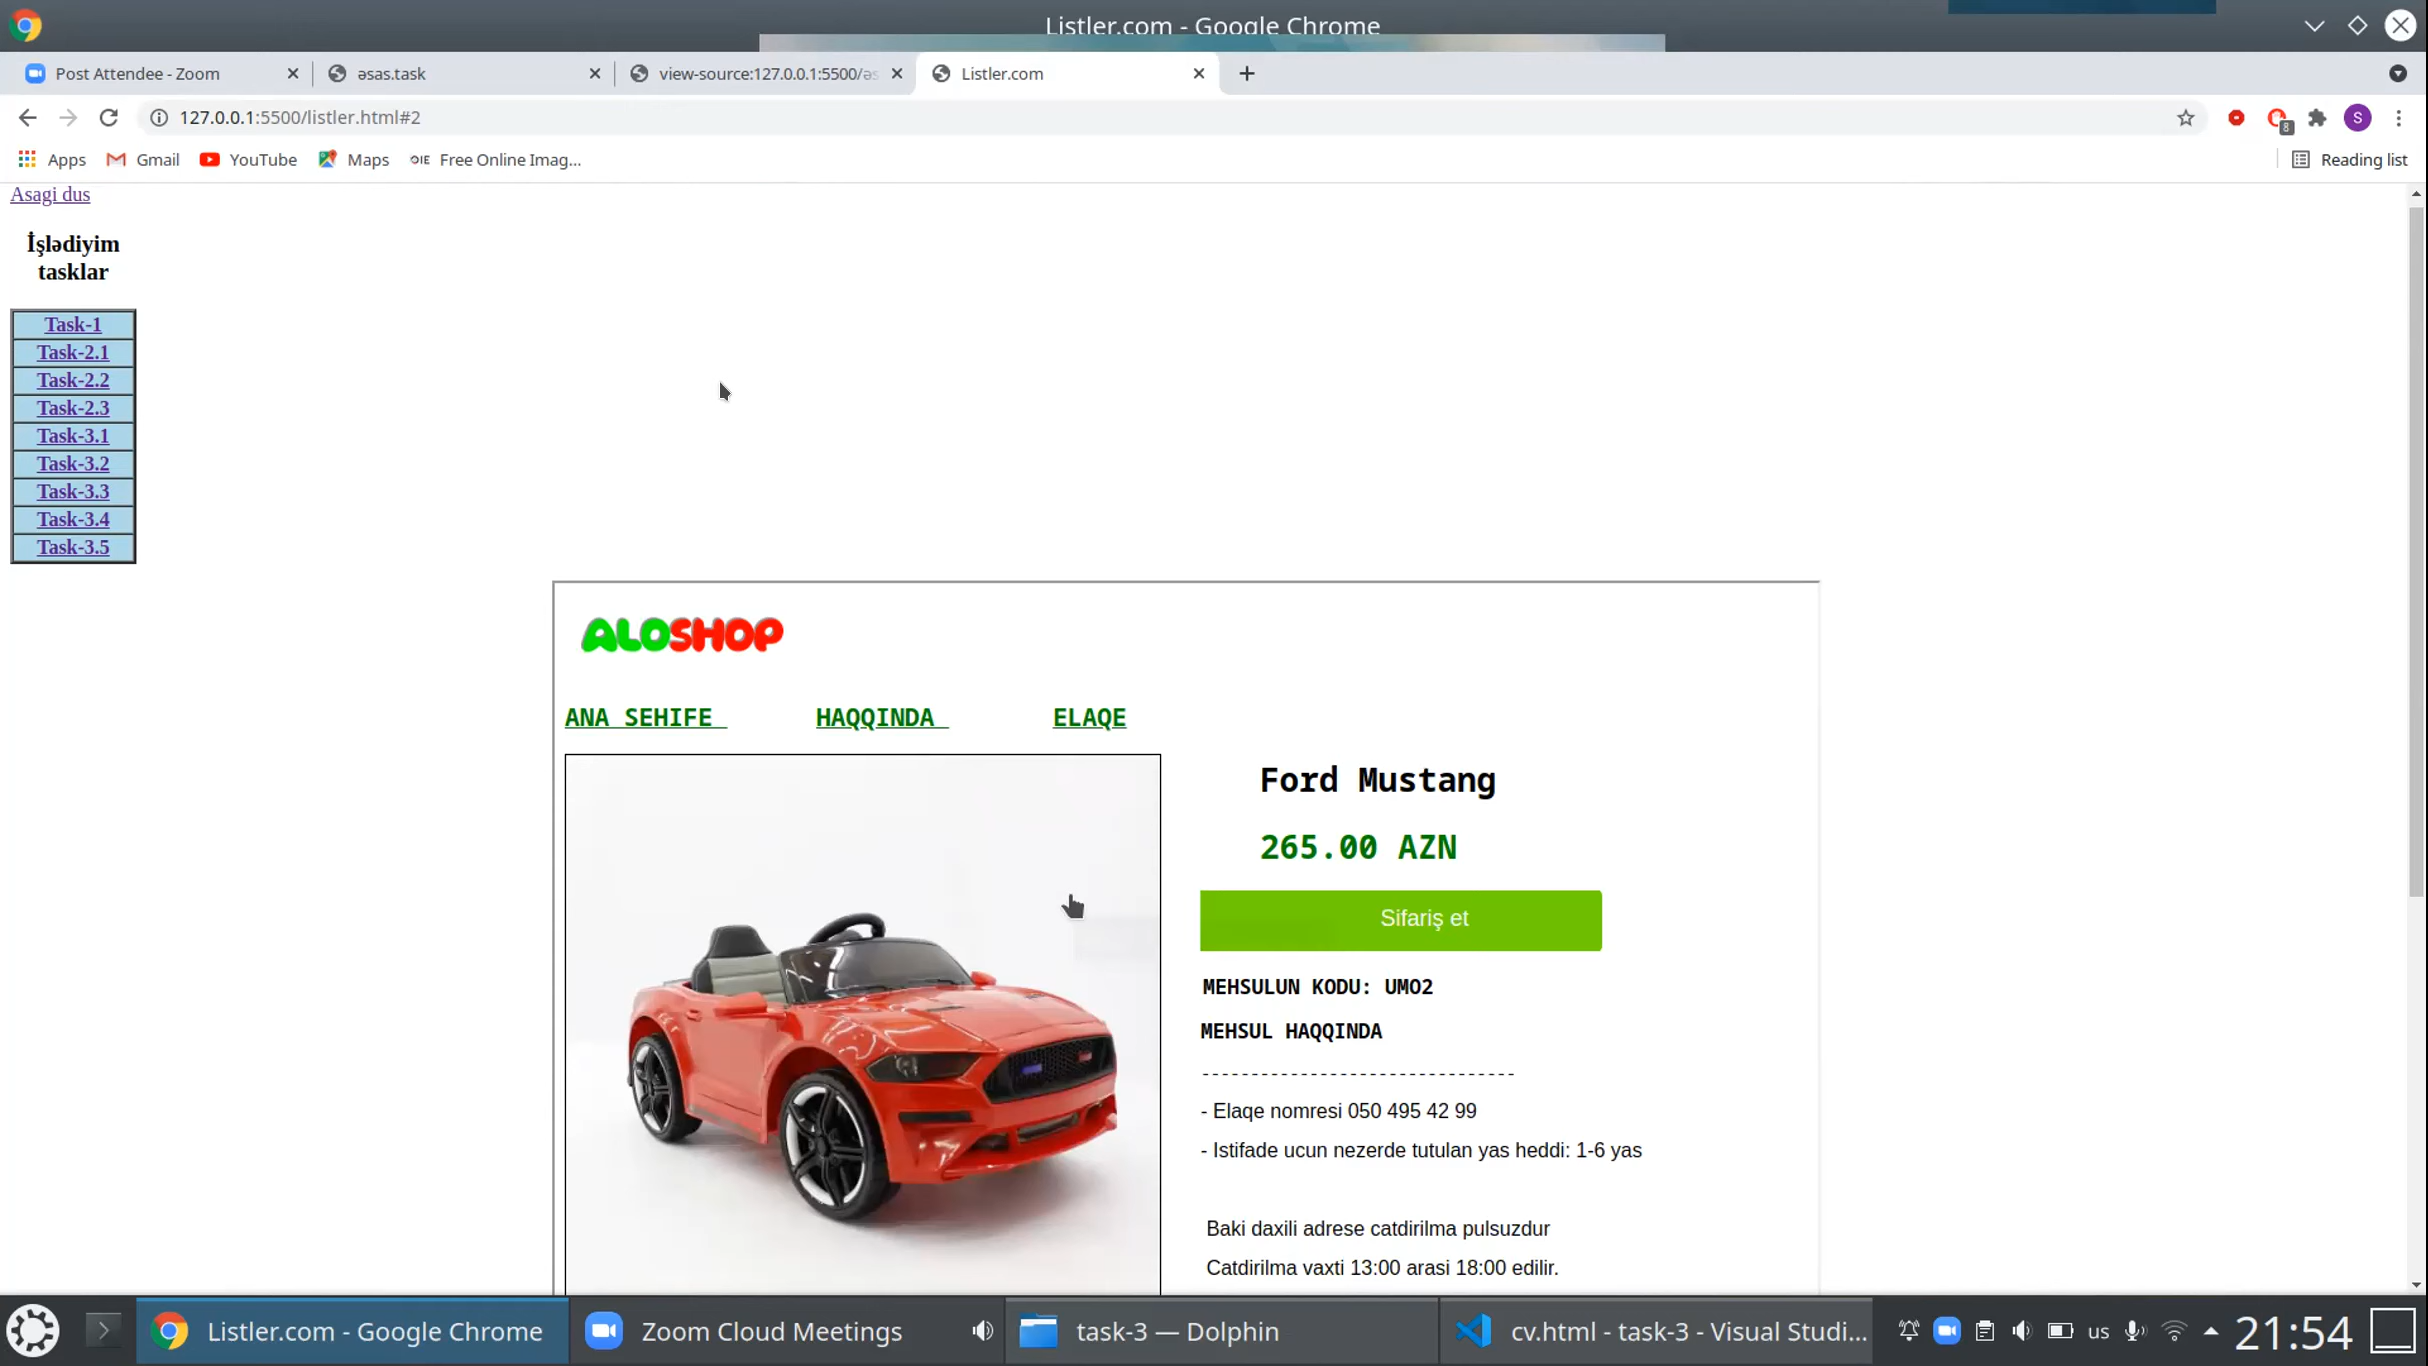 Listler.com - Google Chrome
Post Attendee - Zoom
əsas.task
view-source:127.0.0.1:5500/əs
Listler.com
127.0.0.1:5500/listler.html#2
8
S
Apps
Gmail
YouTube
Maps
OIE Free Online Imag...
Reading list
Asagi dus
İşlədiyim
tasklar
Task-1
Task-2.1
Task-2.2
Task-2.3
Task-3.1
Task-3.2
Task-3.3
Task-3.4
Task-3.5
ALOSHOP
ANA SEHIFE HAQQINDA ELAQE
Ford Mustang
265.00 AZN
Sifariş et
MEHSULUN KODU: UMO2
MEHSUL HAQQINDA
--------------------------------
- Elaqe nomresi 050 495 42 99
- Istifade ucun nezerde tutulan yas heddi: 1-6 yas
Baki daxili adrese catdirilma pulsuzdur
Catdirilma vaxti 13:00 arasi 18:00 edilir.
Listler.com - Google Chrome
Zoom Cloud Meetings
task-3 — Dolphin
cv.html - task-3 - Visual Studi...
us
21:54